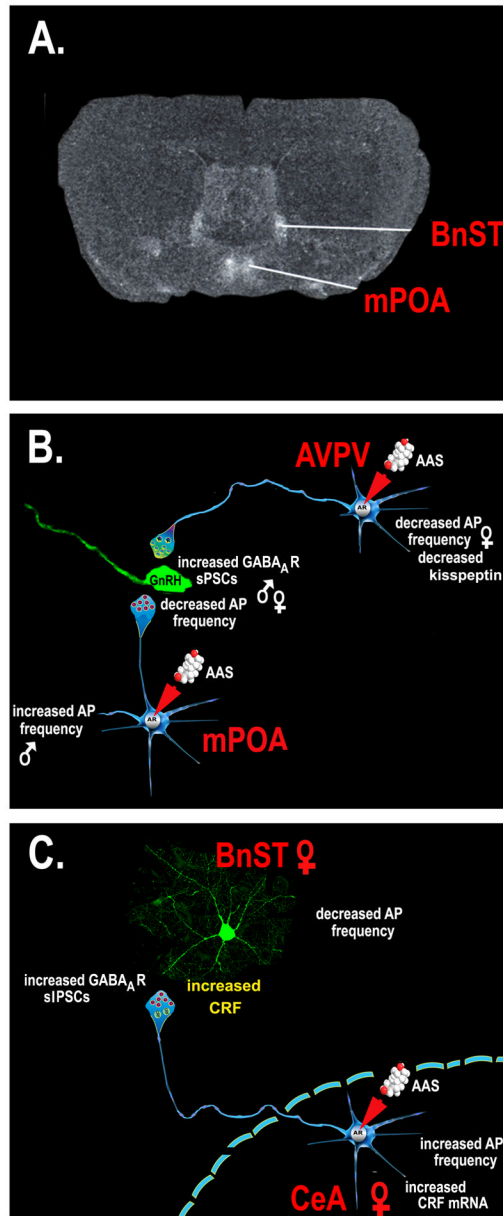 A.
BnST
mPOA
B.
AVPV
AAS
AR
decreased AP
frequency ♀
decreased
kisspeptin
increased GABA_AR
sPSCs
GnRH
♂♀
decreased AP
frequency
AAS
increased AP
frequency
♂
AR
mPOA
C.
BnST ♀
decreased AP
frequency
increased GABA_AR
sIPSCs
increased
CRF
AAS
AR
increased AP
frequency
increased
CRF mRNA
CeA ♀